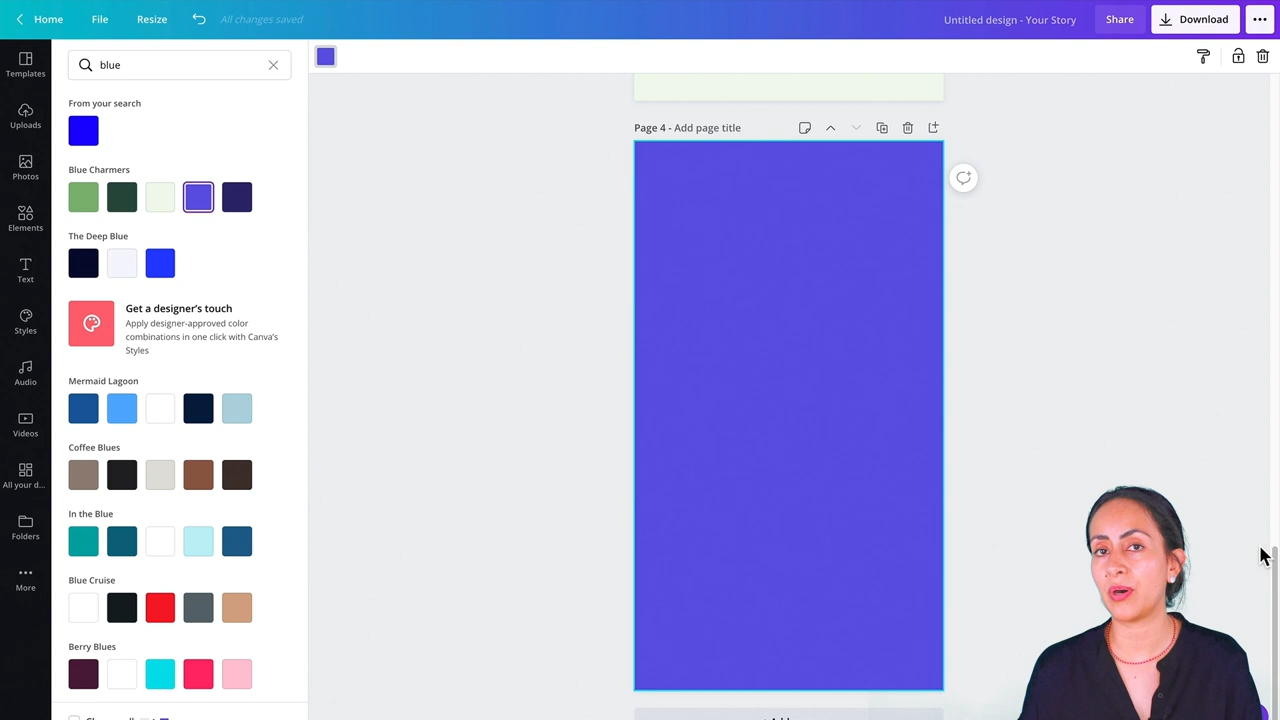 Home File Resize All changes saved Untitled design - Your Story Share Download
Templates
Uploads
Photos
Elements
Text
Styles
Audio
Videos
All your d...
Folders
More
blue
From your search
Blue Charmers
The Deep Blue
Get a designer's touch
Apply designer-approved color
combinations in one click with Canva's
Styles
Mermaid Lagoon
Coffee Blues
In the Blue
Blue Cruise
Berry Blues
Page 4 - Add page title